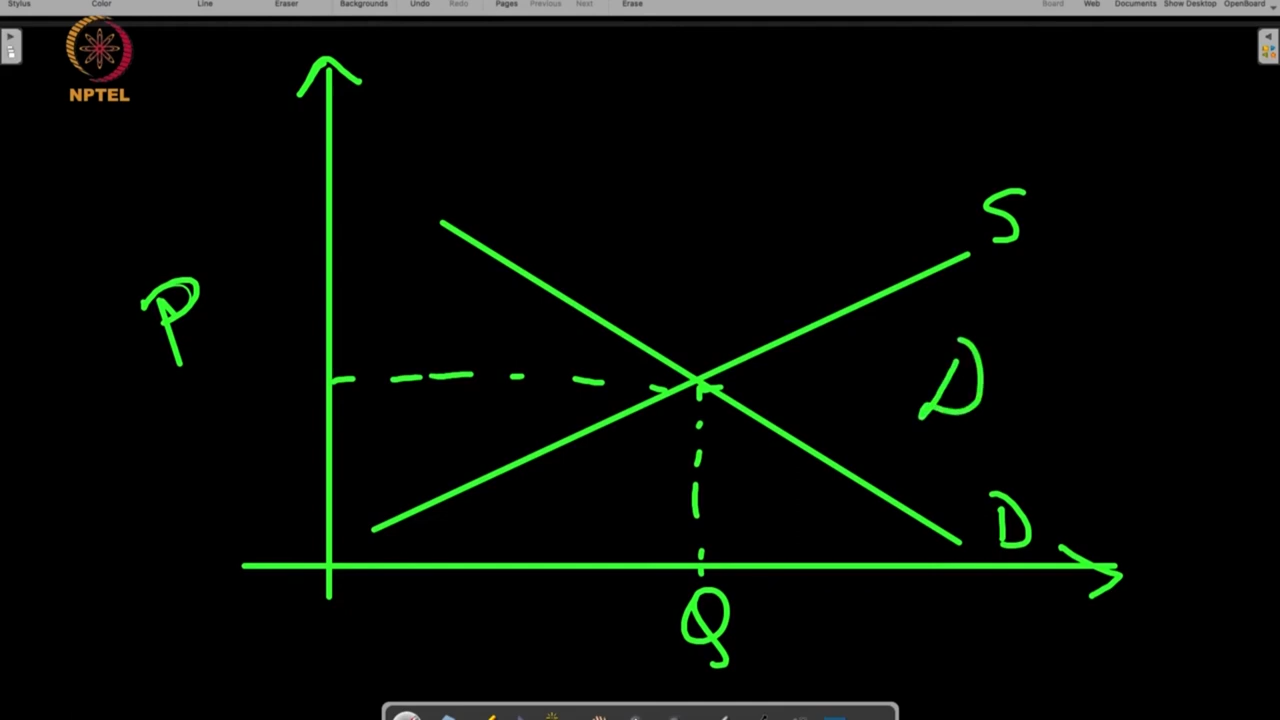 Stylus Color Line Eraser Backgrounds Undo Redo Pages Previous Next Erase Board Web Documents Show Desktop OpenBoard
NPTEL
S
P
D
D
Q